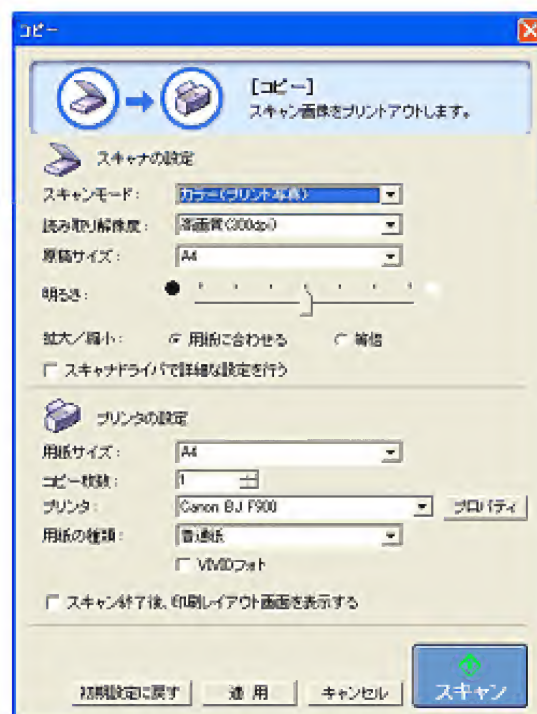 コピー
[コピー]
スキャン画像をプリントアウトします。
スキャナの設定
スキャンモード: カラー(プリント写真)
読み取り解像度: 高画質(300dpi)
原稿サイズ: A4
明るさ:
拡大/縮小: 用紙に合わせる 等倍
スキャナドライバで詳細な設定を行う
プリンタの設定
用紙サイズ: A4
コピー枚数: 1
プリンタ: Canon BJ F900 プロパティ
用紙の種類: 普通紙
VIVIDフォト
スキャン終了後、印刷レイアウト画面を表示する
初期設定に戻す 適用 キャンセル スキャン